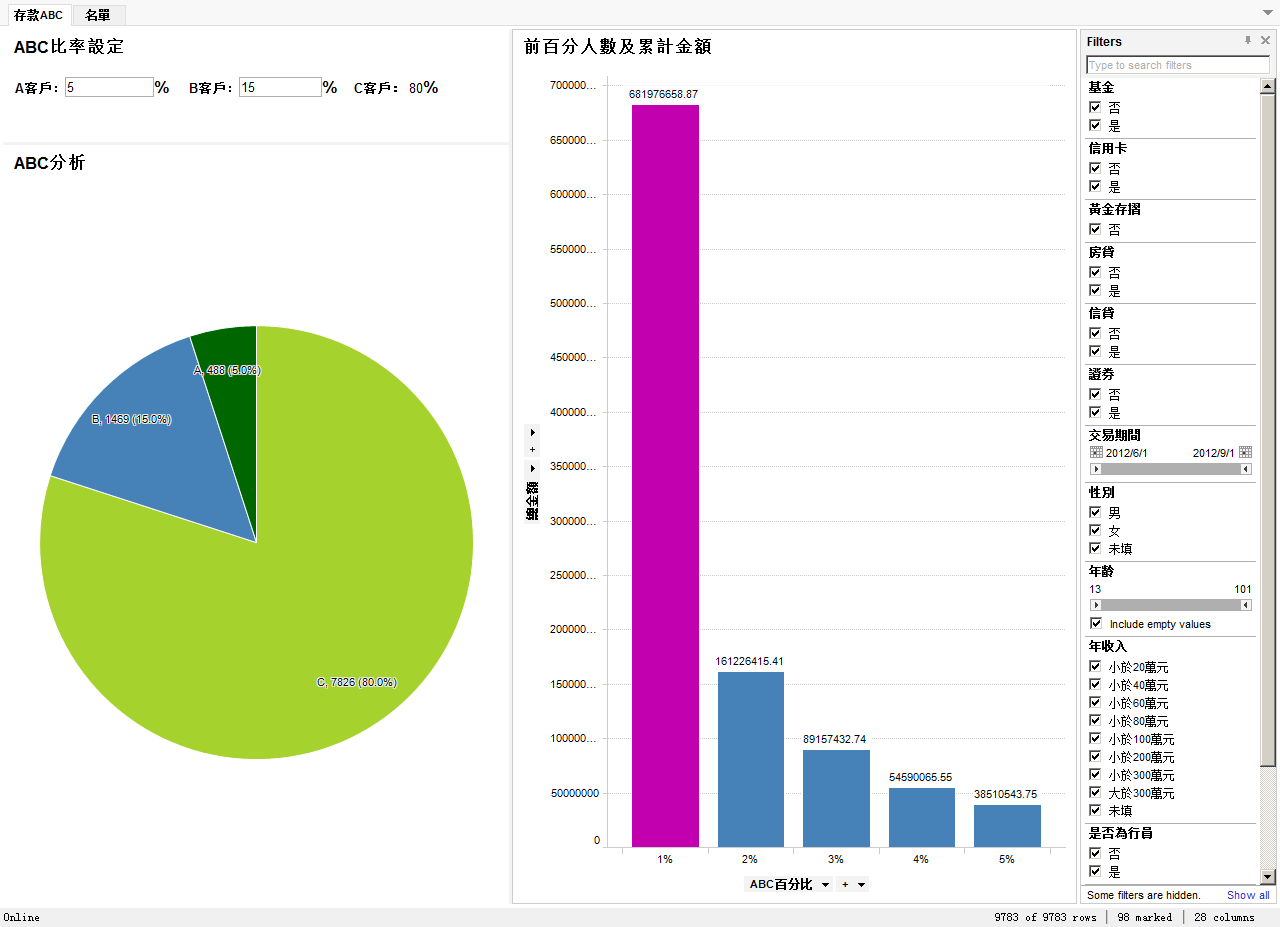 存款ABC 名單
ABC比率設定
A客戶： 5 % B客戶： 15 % C客戶： 80%
ABC分析
A, 488 (5.0%)
B, 1469 (15.0%)
C, 7826 (80.0%)
前百分人數及累計金額
700000...
650000...
600000...
550000...
500000...
450000...
400000...
350000...
300000...
250000...
200000...
150000...
100000...
50000000
0
總金額
+
681976658.87
161226415.41
89157432.74
54590065.55
38510543.75
1% 2% 3% 4% 5%
ABC百分比 +
Filters
Type to search filters
基金
否
是
信用卡
否
是
黃金存摺
否
房貸
否
是
信貸
否
是
證券
否
是
交易期間
2012/6/1 2012/9/1
性別
男
女
未填
年齡
13 101
Include empty values
年收入
小於20萬元
小於40萬元
小於60萬元
小於80萬元
小於100萬元
小於200萬元
小於300萬元
大於300萬元
未填
是否為行員
否
是
Some filters are hidden. Show all
Online 9783 of 9783 rows 98 marked 28 columns